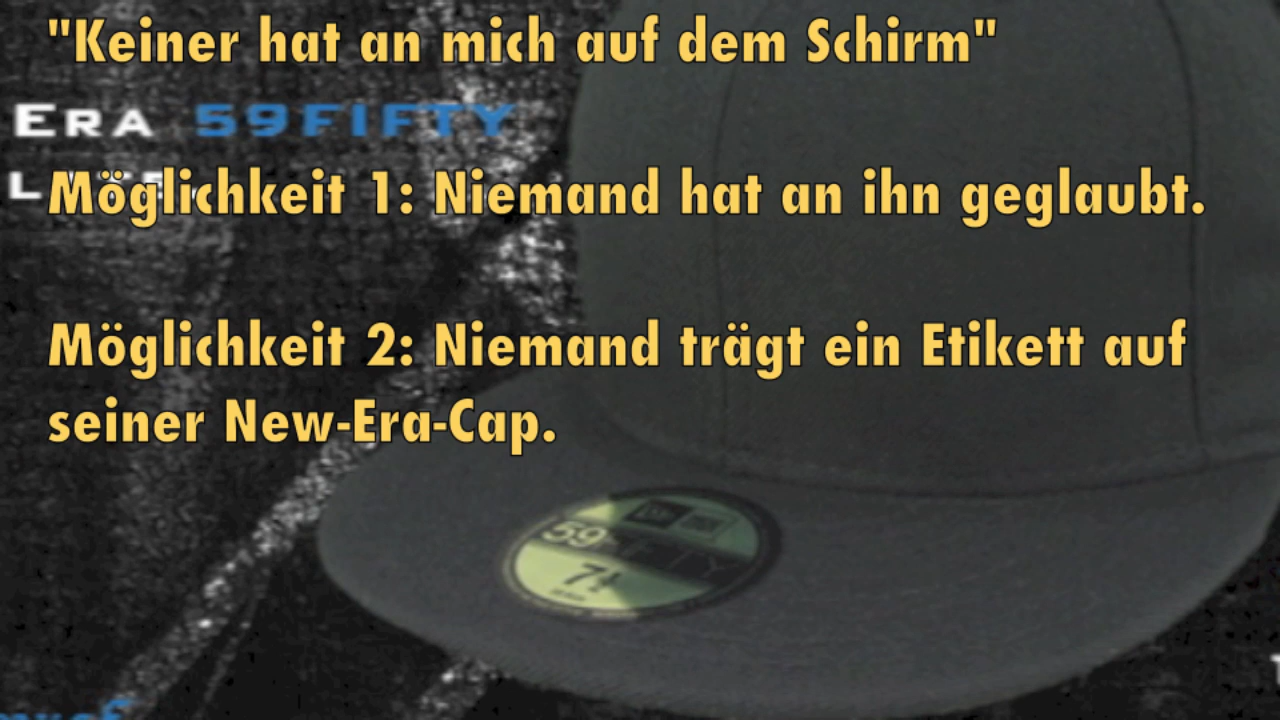 "Keiner hat an mich auf dem Schirm"
ERA 59FIFTY
Möglichkeit 1: Niemand hat an ihn geglaubt.
Möglichkeit 2: Niemand trägt ein Etikett auf
seiner New-Era-Cap.
59FIFTY